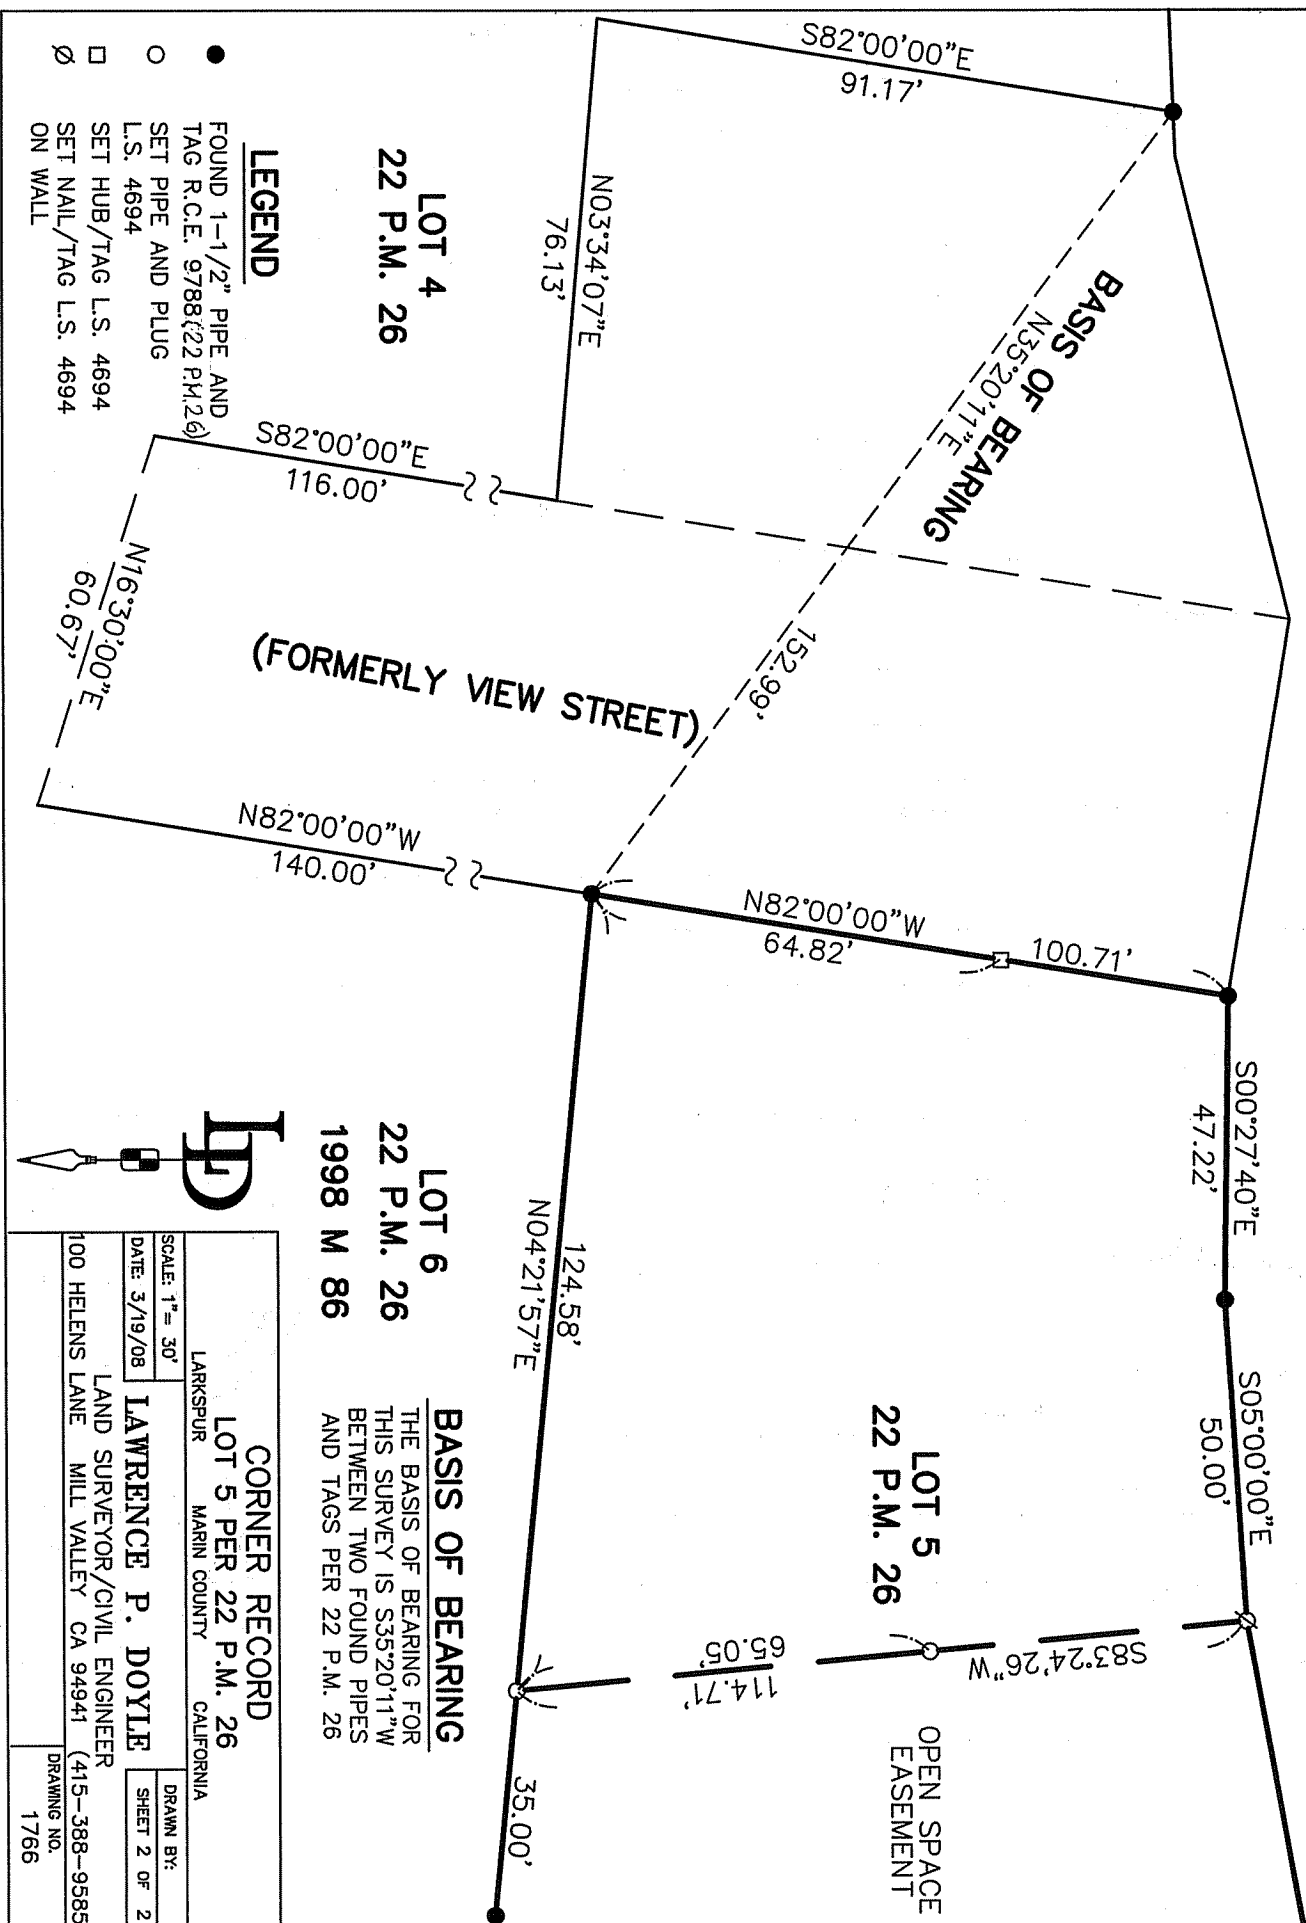 S82°00'00"E
91.17'
N03°34'07"E
76.13'
LOT 4
22 P.M. 26
BASIS OF BEARING
N35°20'11"E
152.99'
S82°00'00"E
116.00'
N16°30'00"E
60.67'
(FORMERLY VIEW STREET)
N82°00'00"W
140.00'
N82°00'00"W
64.82'
100.71'
S00°27'40"E
47.22'
S05°00'00"E
50.00'
LOT 5
22 P.M. 26
S83°24'26"W
65.05'
114.71'
OPEN SPACE
EASEMENT
124.58'
N04°21'57"E
35.00'
LOT 6
22 P.M. 26
1998 M 86
LEGEND
FOUND 1-1/2" PIPE AND
TAG R.C.E. 9788(22 P.M.26)
SET PIPE AND PLUG
L.S. 4694
SET HUB/TAG L.S. 4694
SET NAIL/TAG L.S. 4694
ON WALL
BASIS OF BEARING
THE BASIS OF BEARING FOR
THIS SURVEY IS S35°20'11"W
BETWEEN TWO FOUND PIPES
AND TAGS PER 22 P.M. 26
LPD
CORNER RECORD
LOT 5 PER 22 P.M. 26
LARKSPUR MARIN COUNTY CALIFORNIA
SCALE: 1"= 30'
DATE: 3/19/08
LAWRENCE P. DOYLE
DRAWN BY:
SHEET 2 OF 2
LAND SURVEYOR/CIVIL ENGINEER
100 HELENS LANE MILL VALLEY CA 94941 (415-388-9585
DRAWING NO.
1766